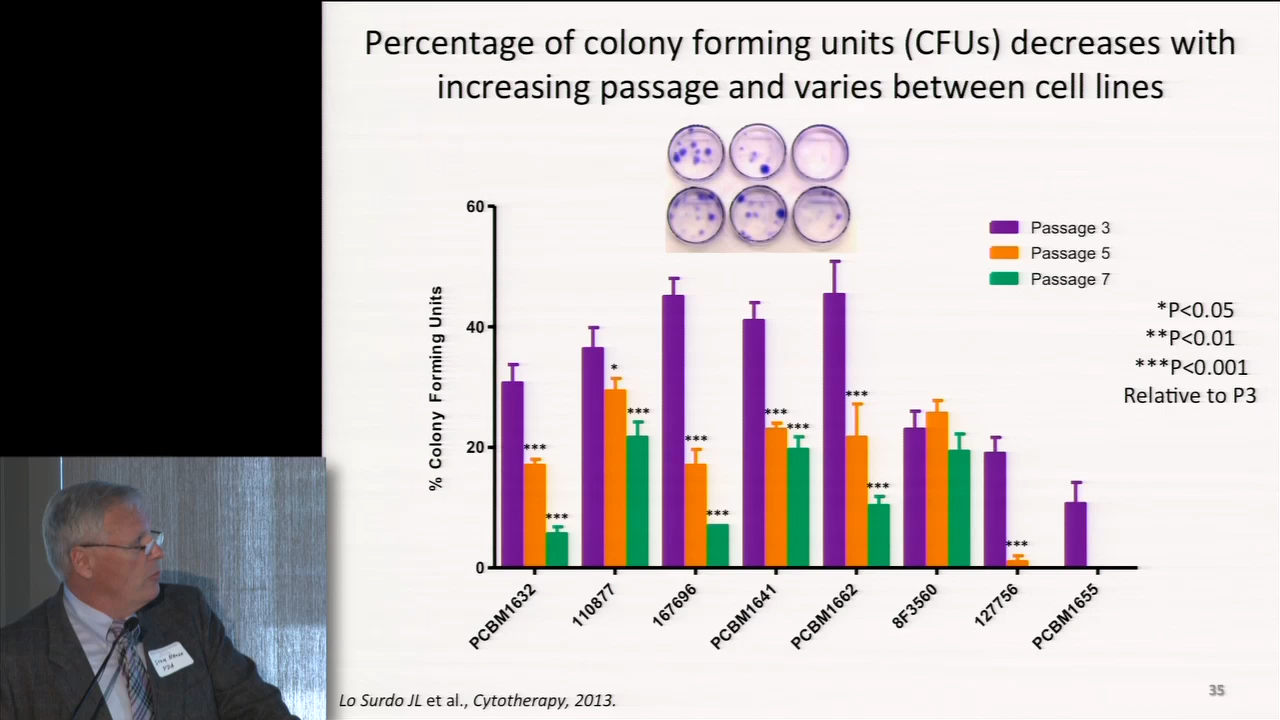 Percentage of colony forming units (CFUs) decreases with
increasing passage and varies between cell lines
60
40
20
0
% Colony Forming Units
Passage 3
Passage 5
Passage 7
*P<0.05
**P<0.01
***P<0.001
Relative to P3
***
***
*
***
***
***
***
***
***
***
***
PCBM1632
110877
167696
PCBM1641
PCBM1662
8F3560
127756
PCBM1655
Lo Surdo JL et al., Cytotherapy, 2013.
35
FDA